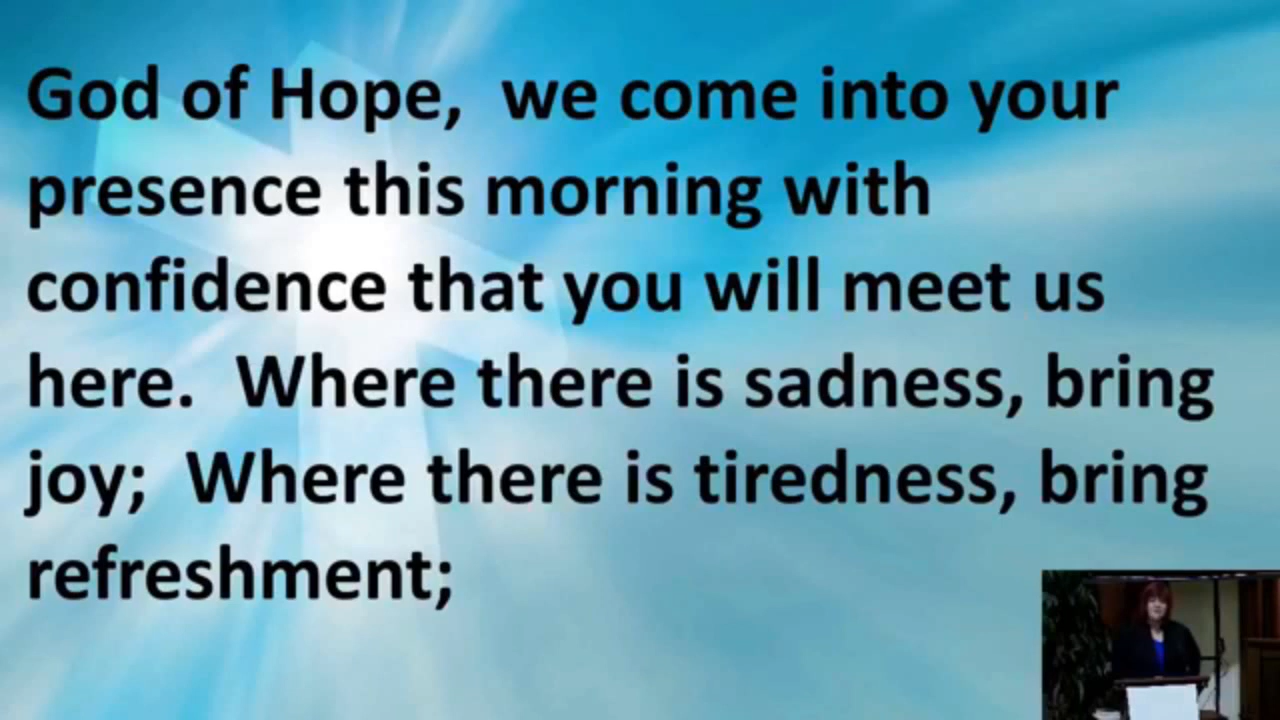 God of Hope,  we come into your
presence this morning with
confidence that you will meet us
here.  Where there is sadness, bring
joy;  Where there is tiredness, bring
refreshment;